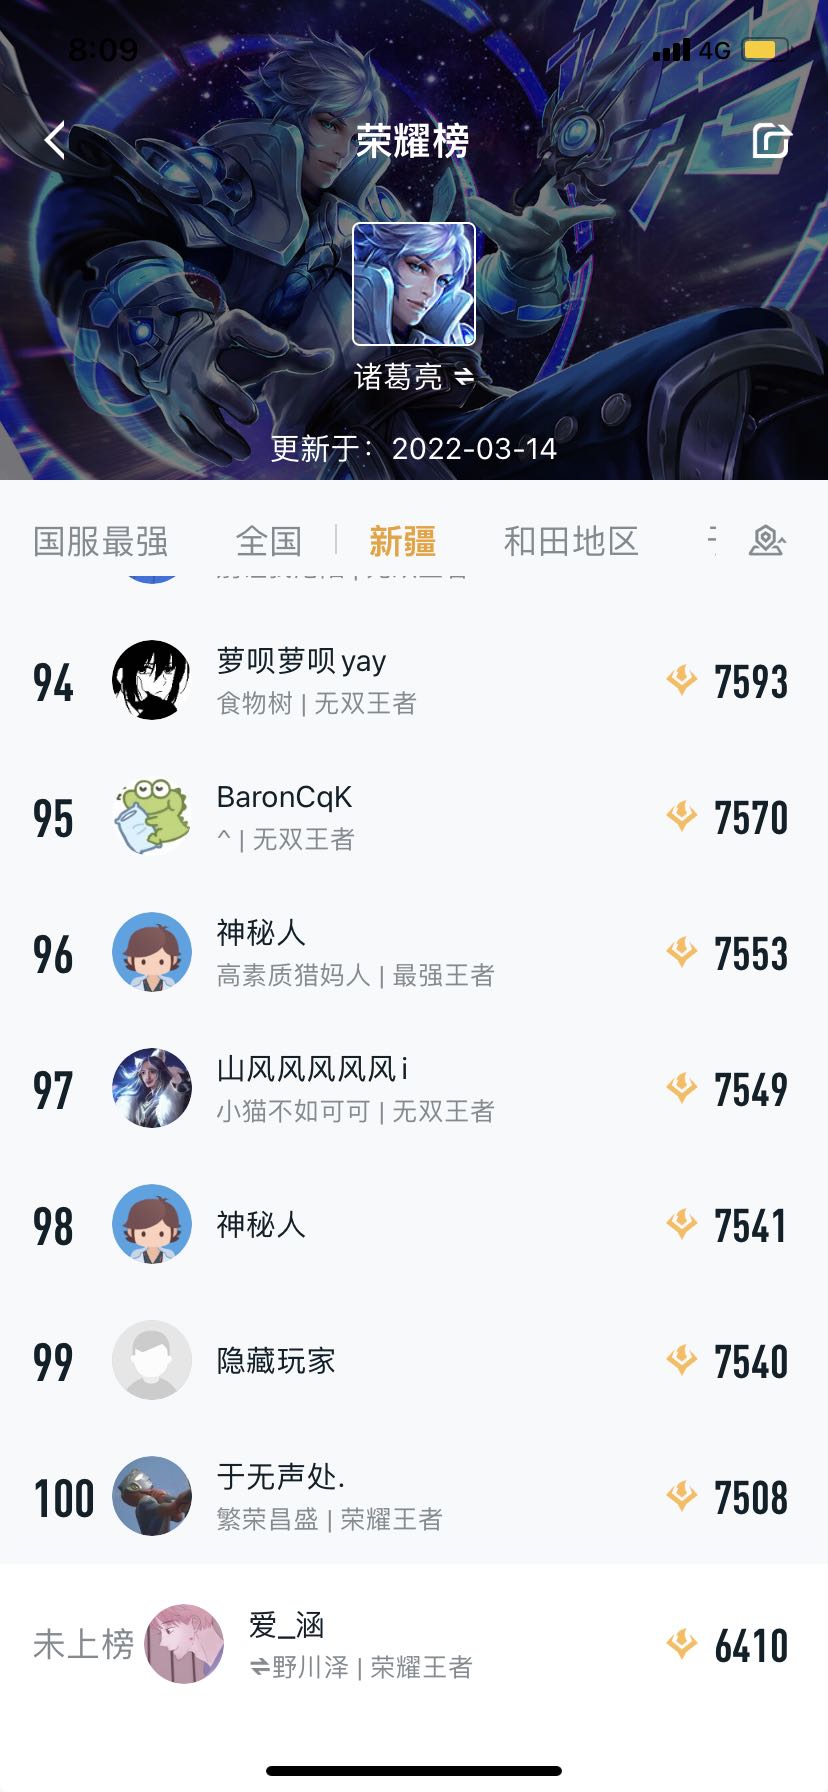 8:09
4G
荣耀榜
诸葛亮
更新于：2022-03-14
国服最强 全国 新疆 和田地区
94 萝呗萝呗yay 7593
食物树 | 无双王者
95 BaronCqK 7570
^ | 无双王者
96 神秘人 7553
高素质猎妈人 | 最强王者
97 山风风风风风i 7549
小猫不如可可 | 无双王者
98 神秘人 7541
99 隐藏玩家 7540
100 于无声处. 7508
繁荣昌盛 | 荣耀王者
未上榜 爱_涵 6410
⇌野川泽 | 荣耀王者